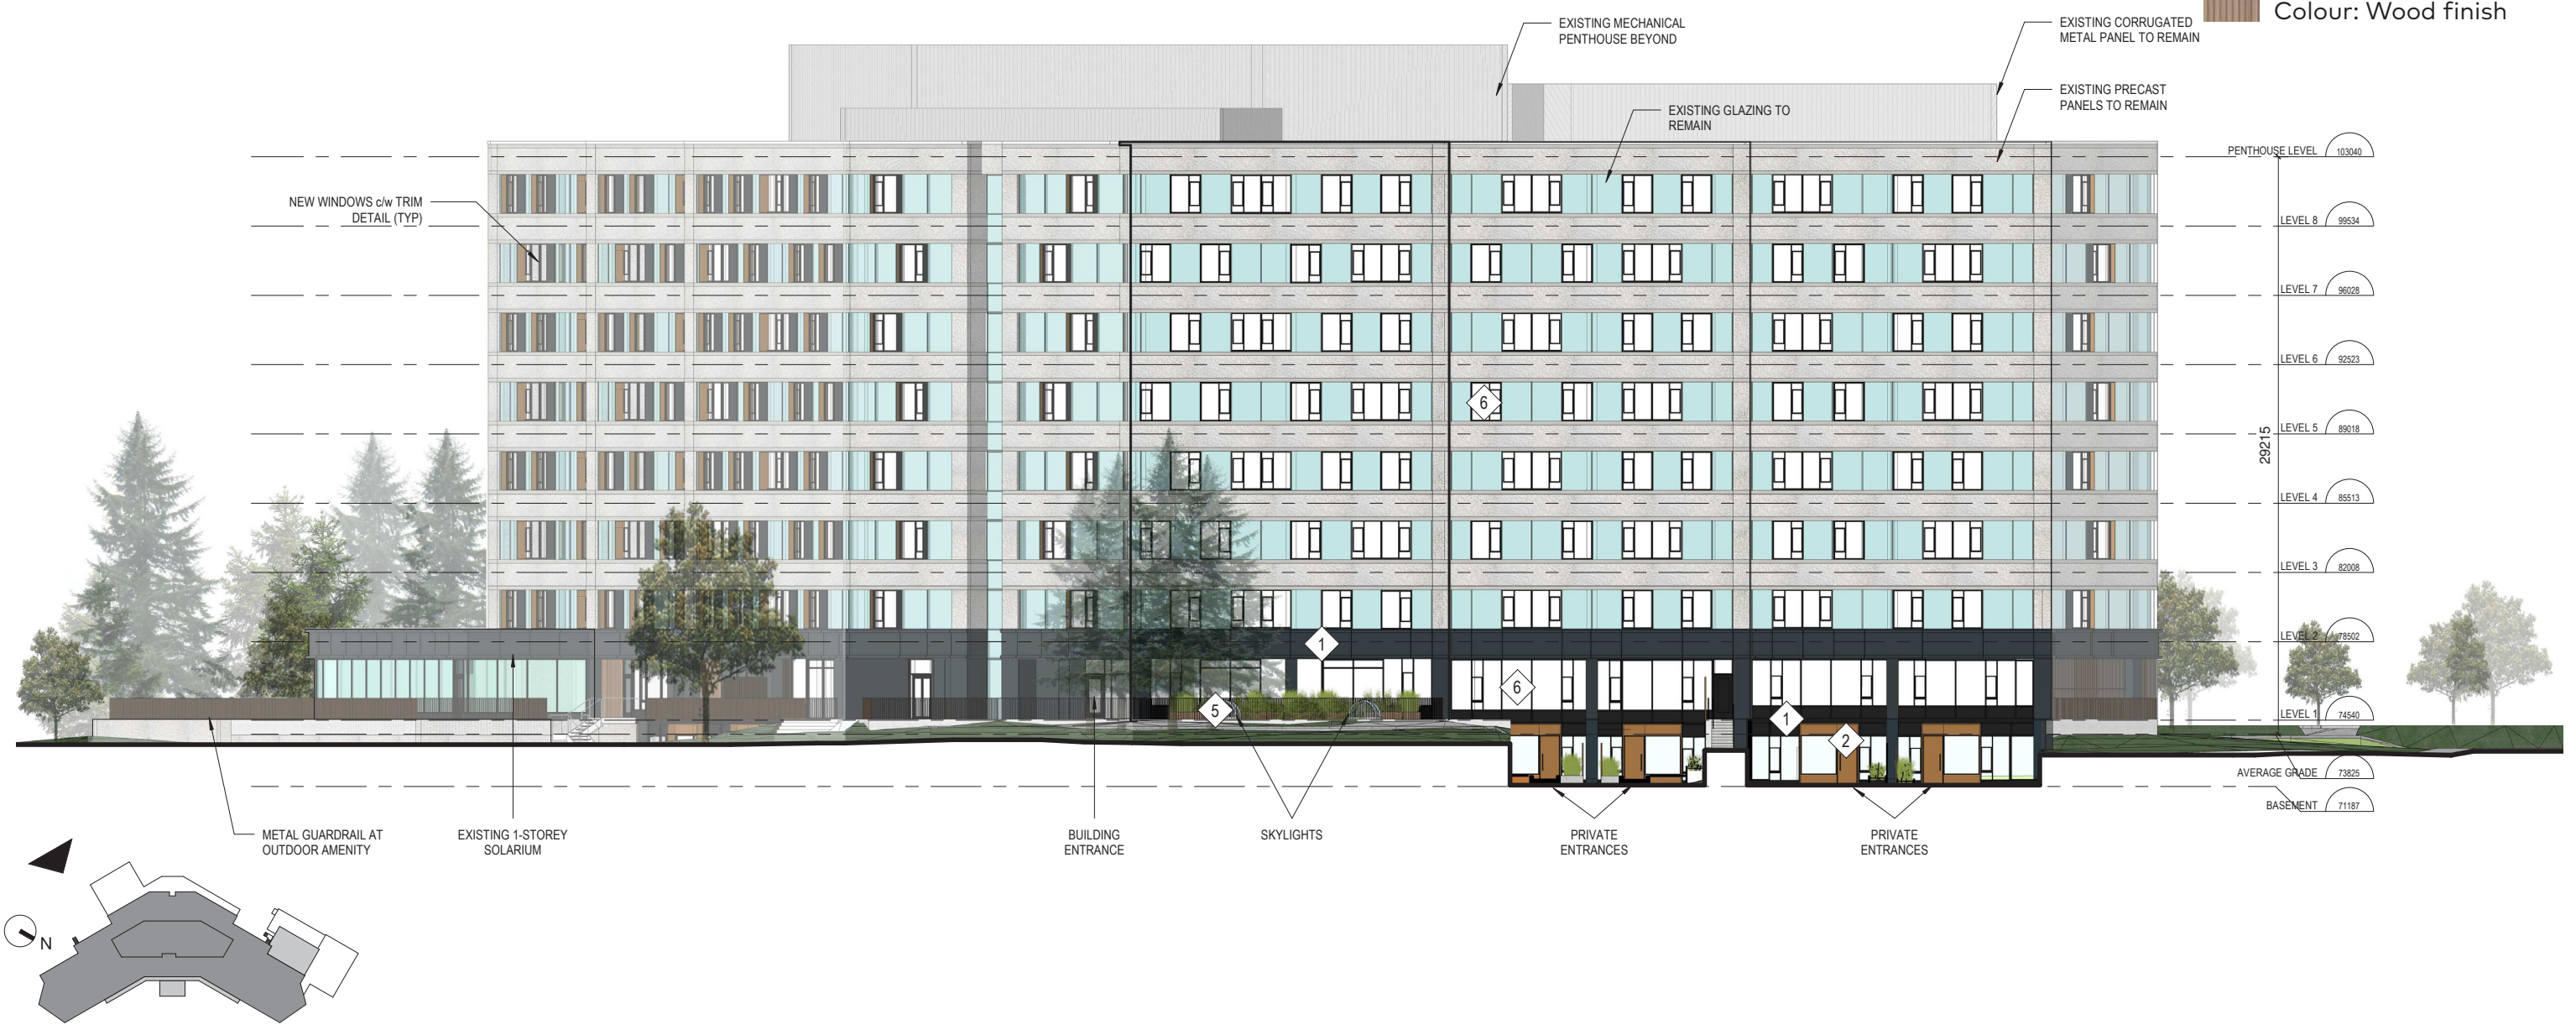 Colour: Wood finish
EXISTING MECHANICAL
PENTHOUSE BEYOND
EXISTING CORRUGATED
METAL PANEL TO REMAIN
EXISTING GLAZING TO
REMAIN
EXISTING PRECAST
PANELS TO REMAIN
NEW WINDOWS c/w TRIM
DETAIL (TYP)
PENTHOUSE LEVEL 103040
LEVEL 8 99534
LEVEL 7 96028
LEVEL 6 92523
LEVEL 5 89018
29215
LEVEL 4 85513
LEVEL 3 82008
LEVEL 2 78502
LEVEL 1 74540
AVERAGE GRADE 73825
BASEMENT 71187
6
1
6
5
1
2
METAL GUARDRAIL AT
OUTDOOR AMENITY
EXISTING 1-STOREY
SOLARIUM
BUILDING
ENTRANCE
SKYLIGHTS
PRIVATE
ENTRANCES
PRIVATE
ENTRANCES
N